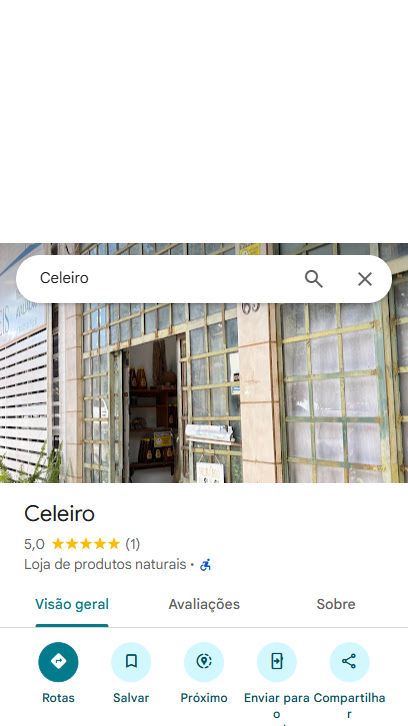 Celeiro
65
Celeiro
5,0 (1)
Loja de produtos naturais ·
Visão geral
Avaliações
Sobre
Rotas
Salvar
Próximo
Enviar para o
Compartilhar